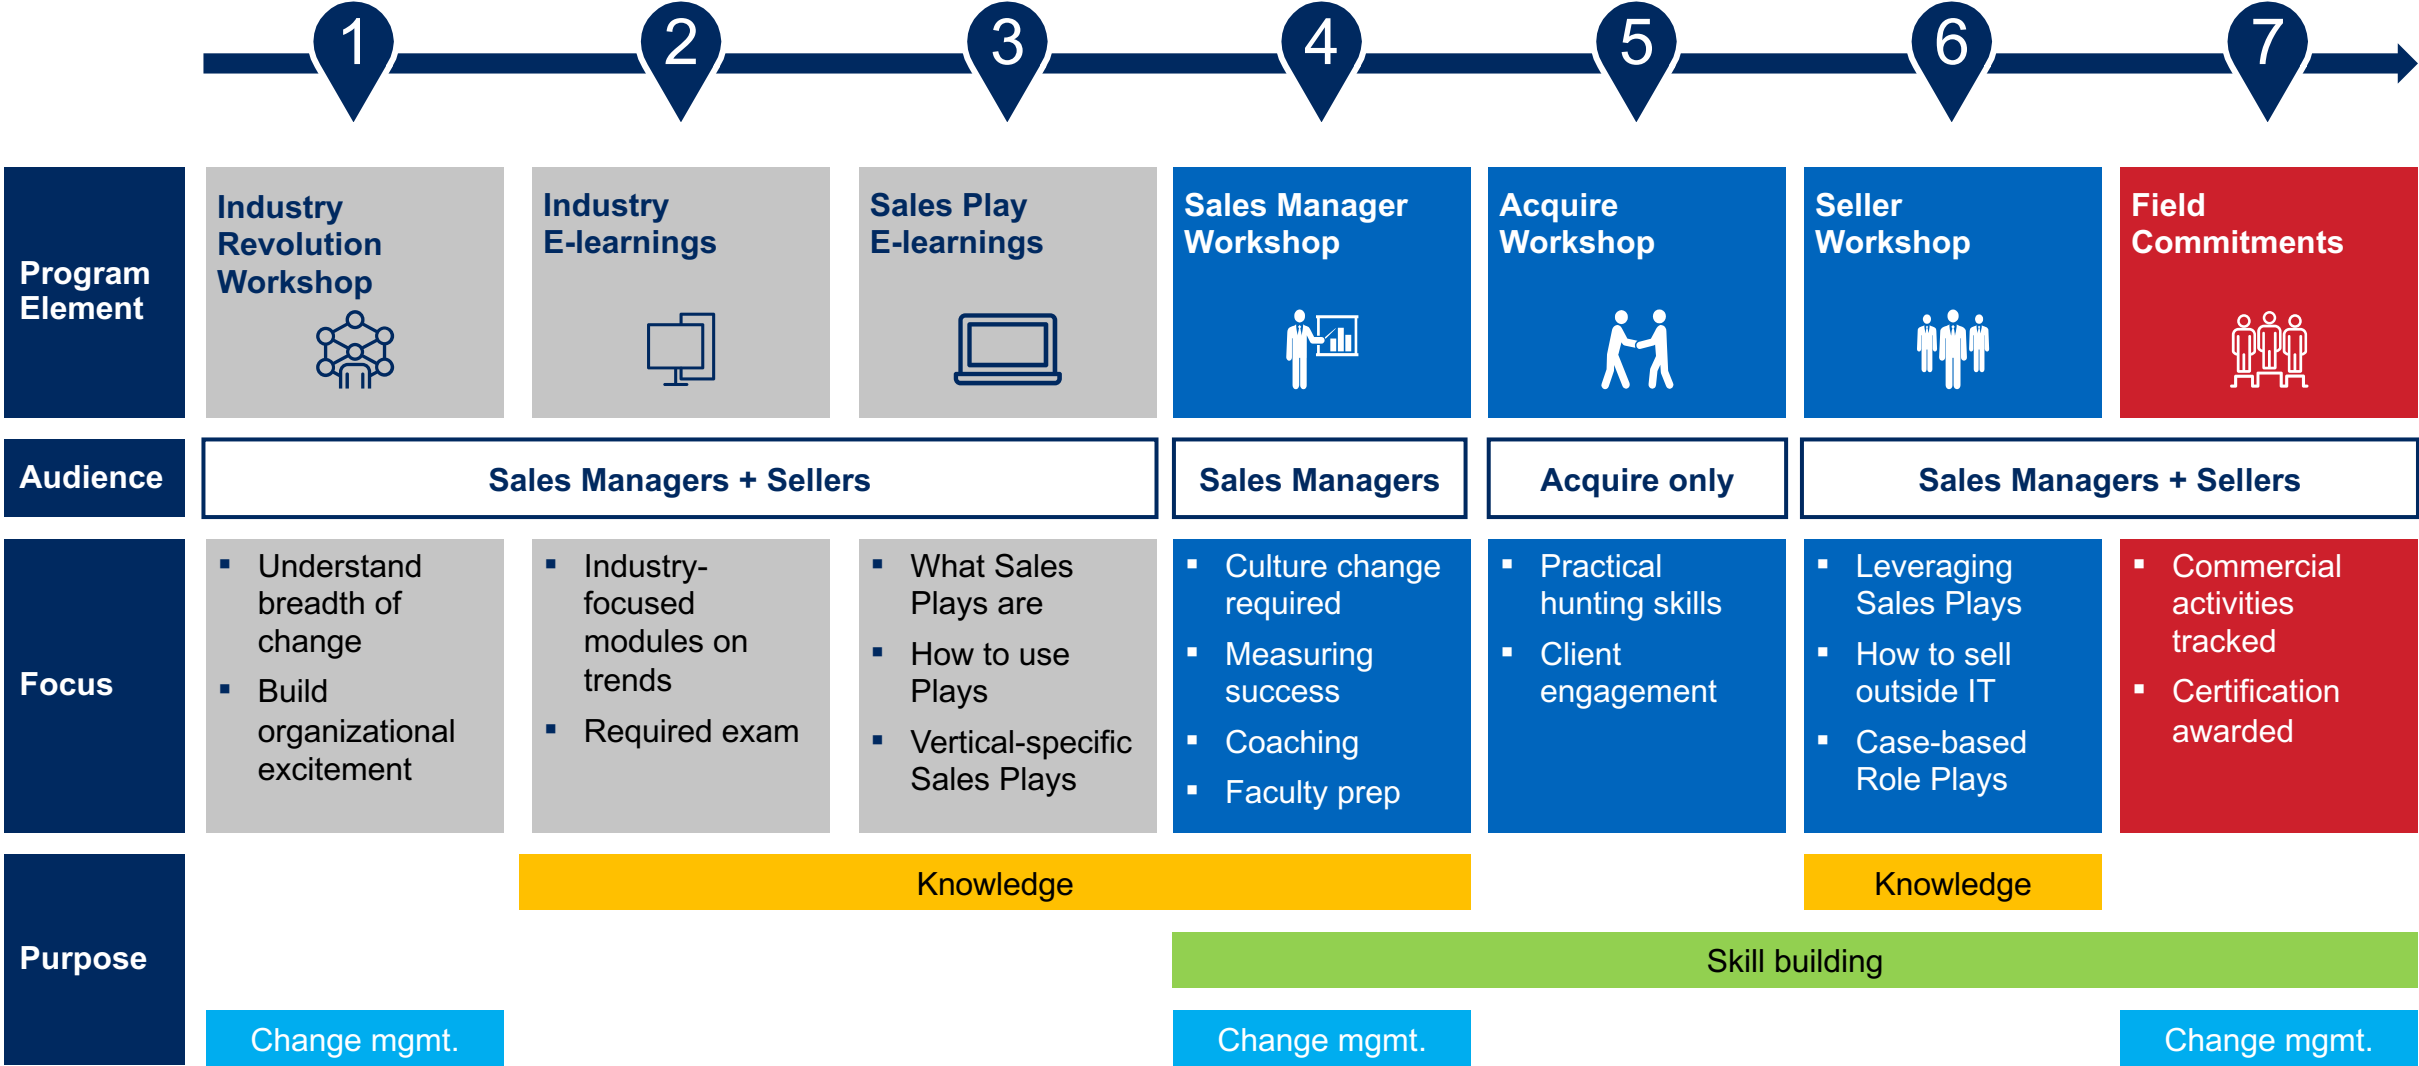 1
2
3
4
5
6
7
Program
Element
Industry
Revolution
Workshop
Industry
E-learnings
Sales Play
E-learnings
Sales Manager
Workshop
Acquire
Workshop
Seller
Workshop
Field
Commitments
Audience
Sales Managers + Sellers
Sales Managers
Acquire only
Sales Managers + Sellers
Focus
▪ Understand
breadth of
change
▪ Build
organizational
excitement
▪ Industry-
focused
modules on
trends
▪ Required exam
▪ What Sales
Plays are
▪ How to use
Plays
▪ Vertical-specific
Sales Plays
▪ Culture change
required
▪ Measuring
success
▪ Coaching
▪ Faculty prep
▪ Practical
hunting skills
▪ Client
engagement
▪ Leveraging
Sales Plays
▪ How to sell
outside IT
▪ Case-based
Role Plays
▪ Commercial
activities
tracked
▪ Certification
awarded
Purpose
Knowledge
Knowledge
Skill building
Change mgmt.
Change mgmt.
Change mgmt.